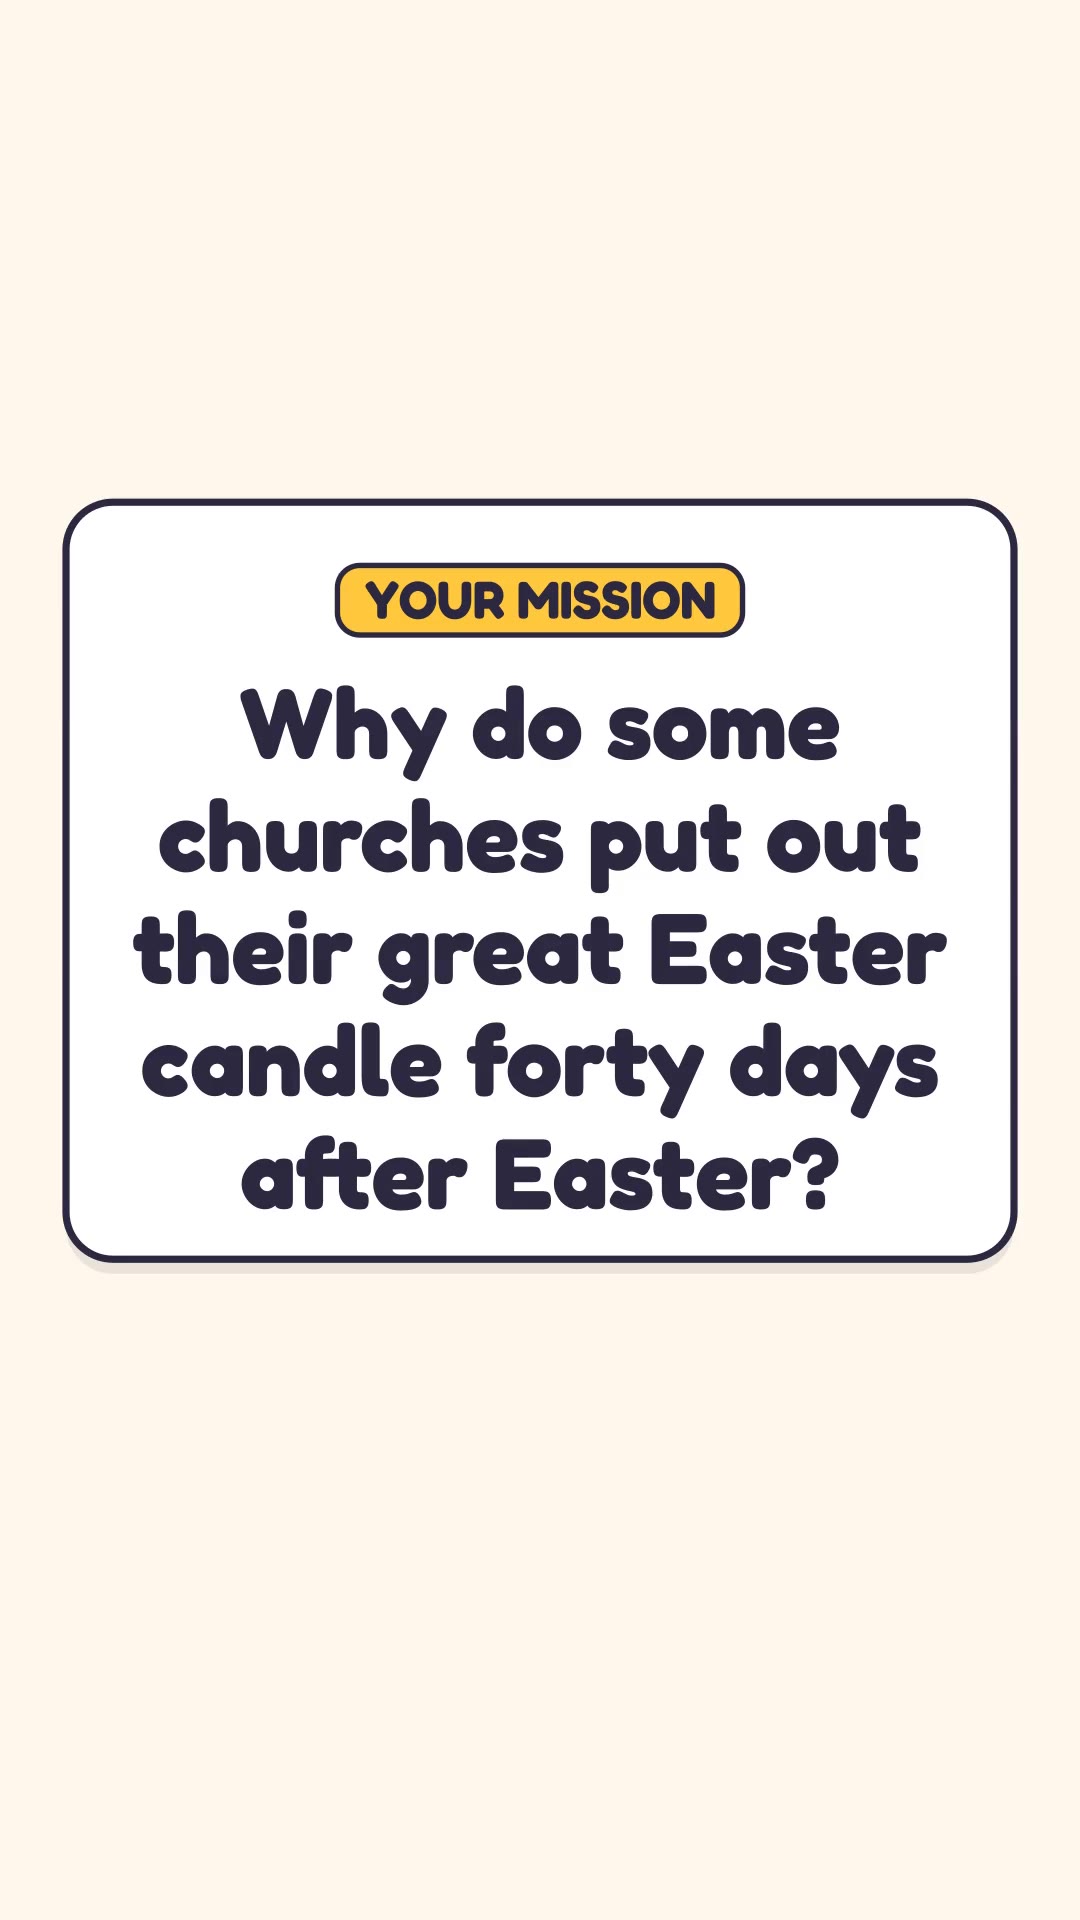 YOUR MISSION
Why do some
churches put out
their great Easter
candle forty days
after Easter?